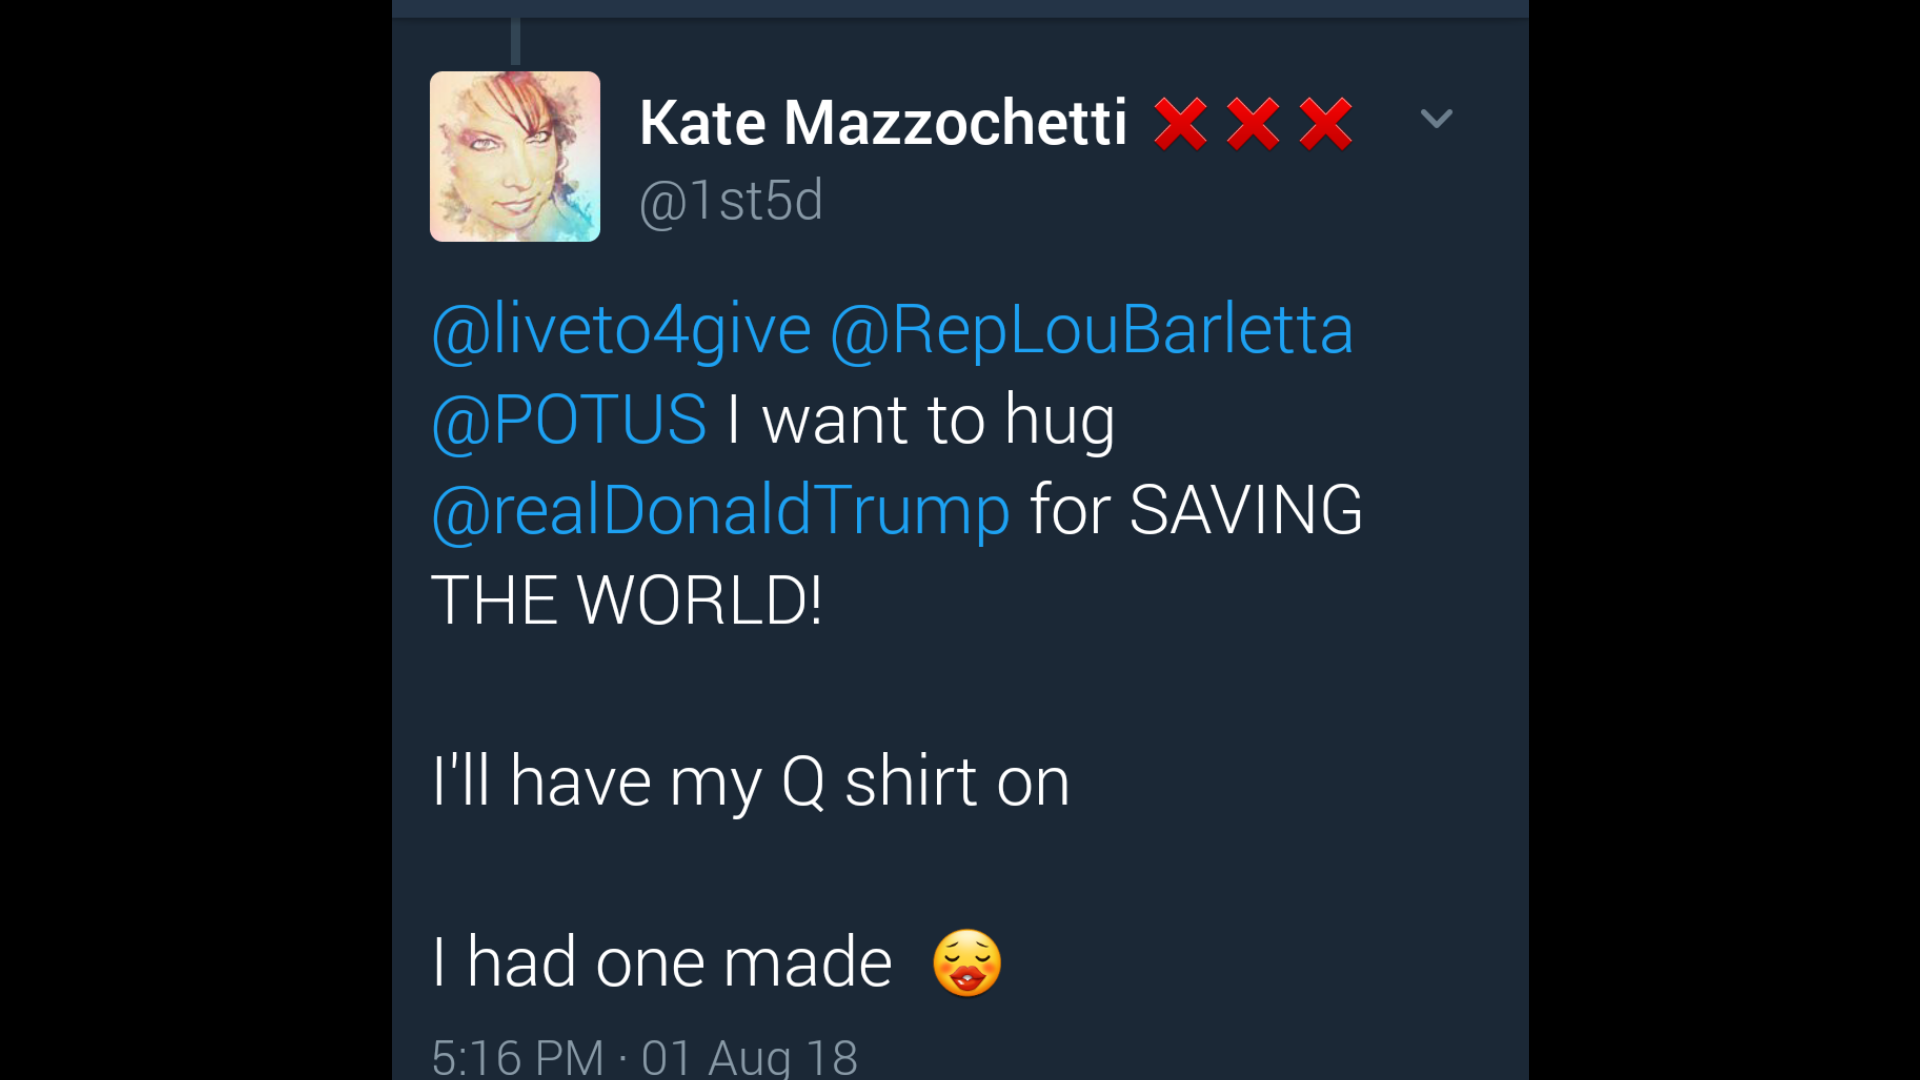 Kate Mazzochetti ❌❌❌
@1st5d
@liveto4give @RepLouBarletta
@POTUS I want to hug
@realDonaldTrump for SAVING
THE WORLD!
I'll have my Q shirt on
I had one made 🥵
5:16 PM · 01 Aug 18